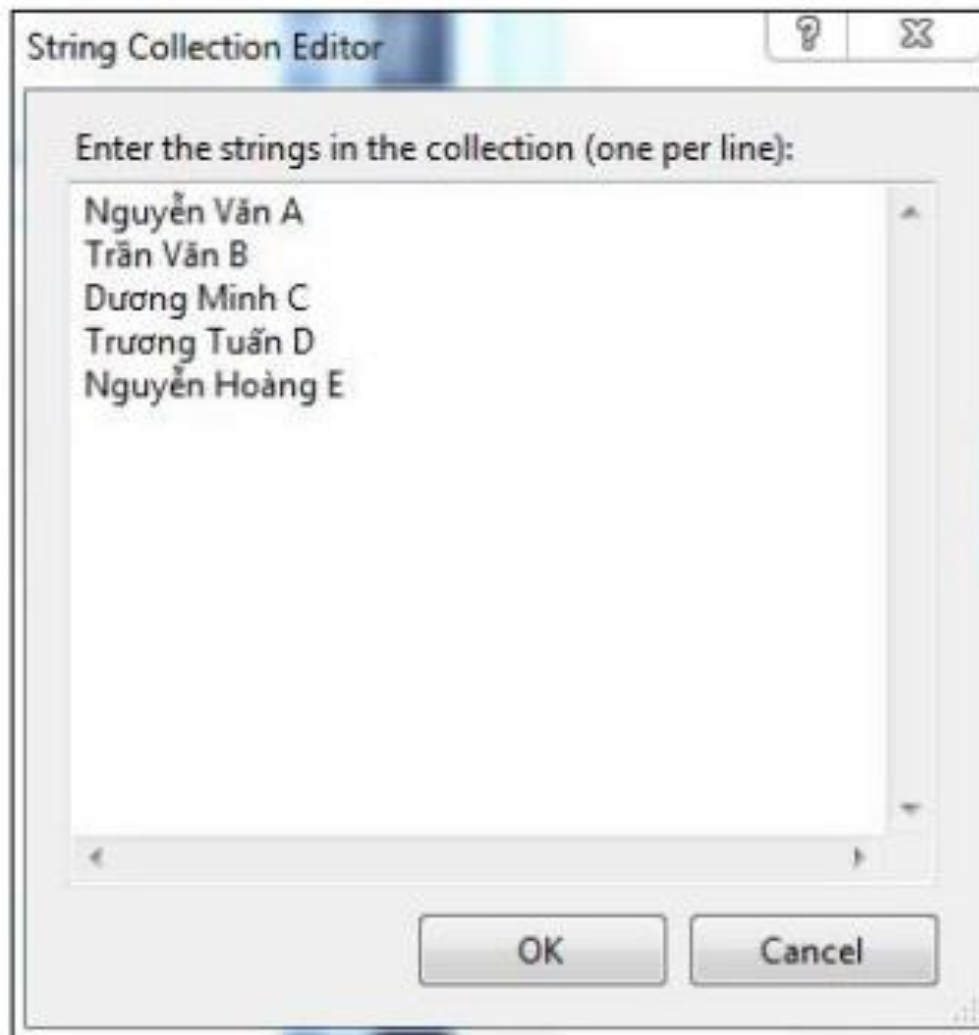 String Collection Editor
Enter the strings in the collection (one per line):
Nguyễn Văn A
Trần Văn B
Dương Minh C
Trương Tuấn D
Nguyễn Hoàng E
OK
Cancel